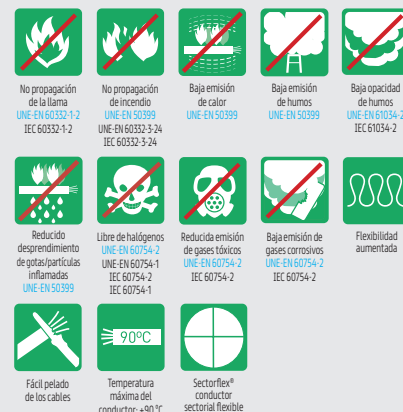 No propagación
de la llama
UNE-EN 60332-1-2
IEC 60332-1-2
No propagación
de incendio
UNE-EN 50399
UNE-EN 60332-3-24
IEC 60332-3-24
Baja emisión
de calor
UNE-EN 50399
Baja emisión
de humos
UNE-EN 50399
Baja opacidad
de humos
UNE-EN 61034-2
IEC 61034-2
Reducido
desprendimiento
de gotas/partículas
inflamadas
UNE-EN 50399
Libre de halógenos
UNE-EN 60754-2
UNE-EN 60754-1
IEC 60754-2
IEC 60754-1
Reducida emisión
de gases tóxicos
UNE-EN 60754-2
IEC 60754-2
Baja emisión de
gases corrosivos
UNE-EN 60754-2
IEC 60754-2
Flexibilidad
aumentada
Fácil pelado
de los cables
90ºC
Temperatura
máxima del
conductor: +90 ºC
Sectorflex®
conductor
sectorial flexible